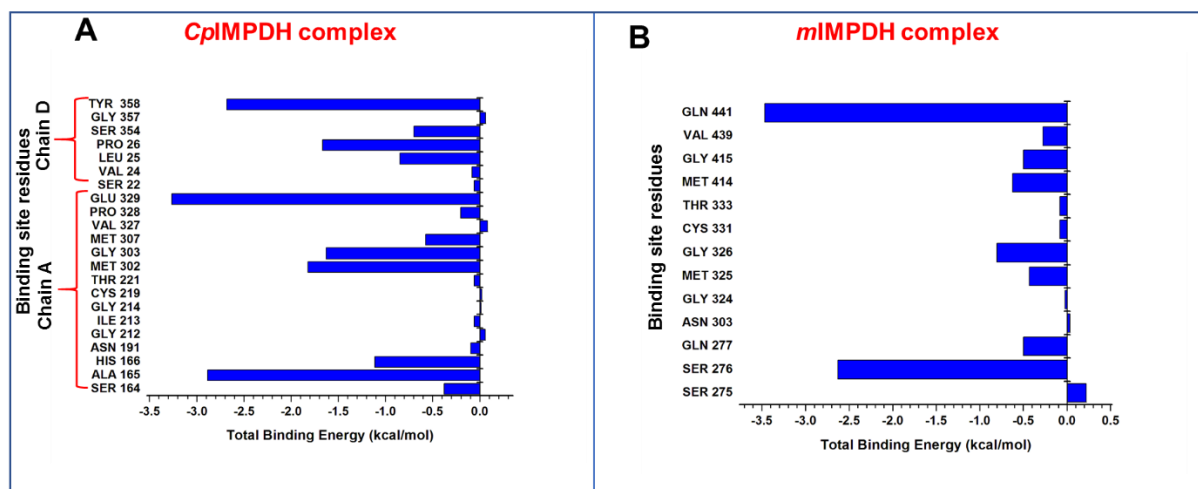 A
CpIMPDH complex
Binding site residues
Chain D
Chain A
TYR 358
GLY 357
SER 354
PRO 26
LEU 25
VAL 24
SER 22
GLU 329
PRO 328
VAL 327
MET 307
GLY 303
MET 302
THR 221
CYS 219
GLY 214
ILE 213
GLY 212
ASN 191
HIS 166
ALA 165
SER 164
-3.5 -3.0 -2.5 -2.0 -1.5 -1.0 -0.5 0.0
Total Binding Energy (kcal/mol)
B
mIMPDH complex
Binding site residues
GLN 441
VAL 439
GLY 415
MET 414
THR 333
CYS 331
GLY 326
MET 325
GLY 324
ASN 303
GLN 277
SER 276
SER 275
-3.5 -3.0 -2.5 -2.0 -1.5 -1.0 -0.5 0.0 0.5
Total Binding Energy (kcal/mol)